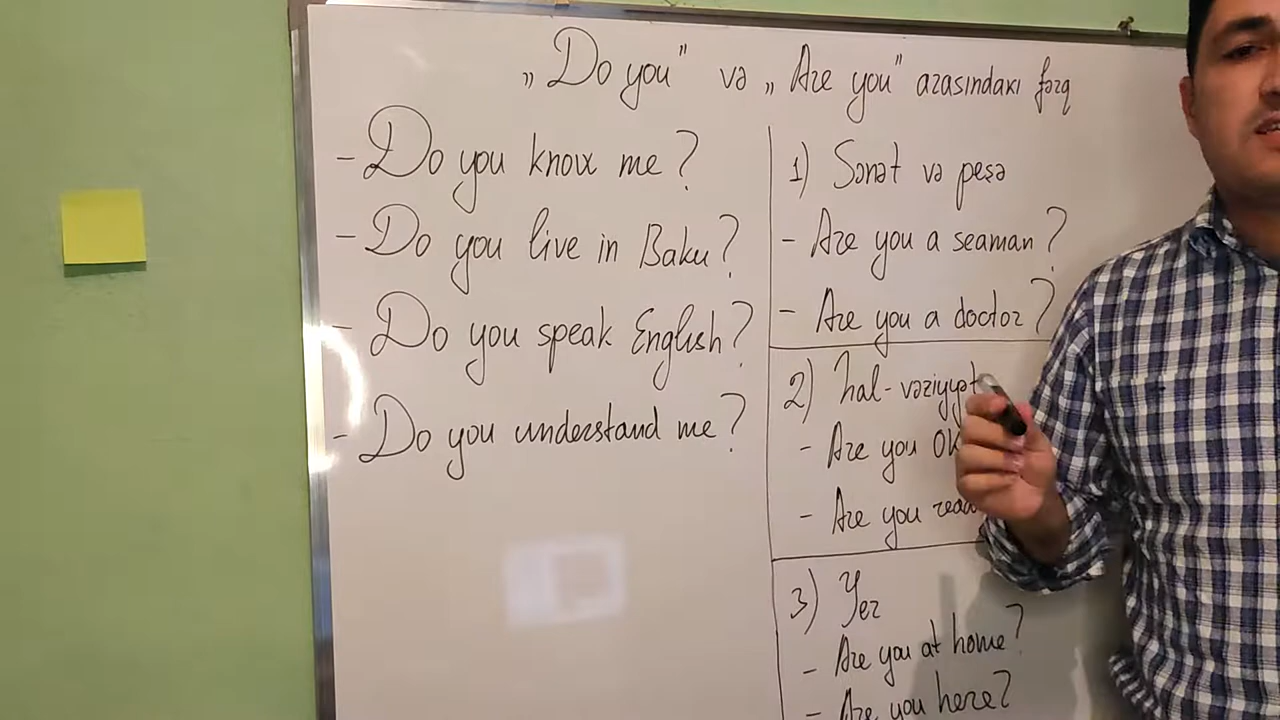 „Do you" və „Are you" arasındakı fərq
- Do you know me?
- Do you live in Baku?
- Do you speak English?
- Do you understand me?
1) Sənət və peşə
- Are you a seaman?
- Are you a doctor?
2) hal-vəziyyət
- Are you OK
- Are you
3) Yer
- Are you at home?
- Are you here?